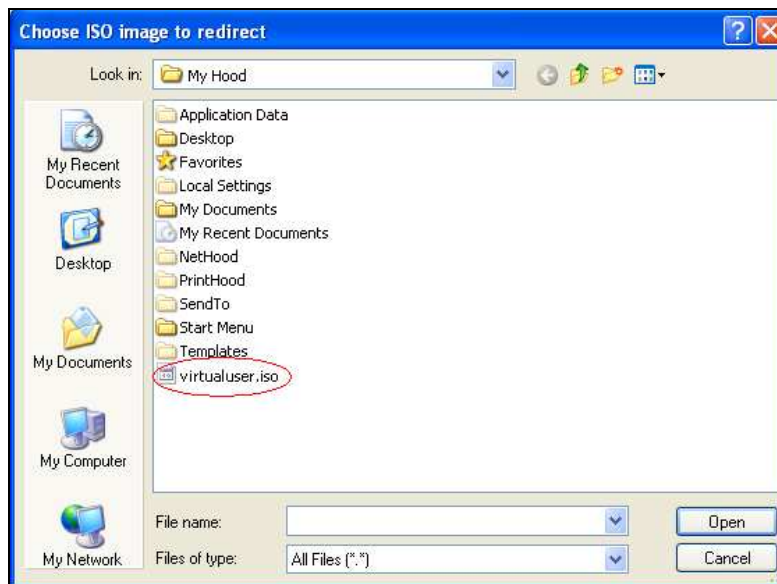 Choose ISO image to redirect
Look in:
My Hood
My Recent
Documents
Desktop
My Documents
My Computer
My Network
Application Data
Desktop
Favorites
Local Settings
My Documents
My Recent Documents
NetHood
PrintHood
SendTo
Start Menu
Templates
virtualuser.iso
File name:
Open
Files of type:
All Files (*.*)
Cancel